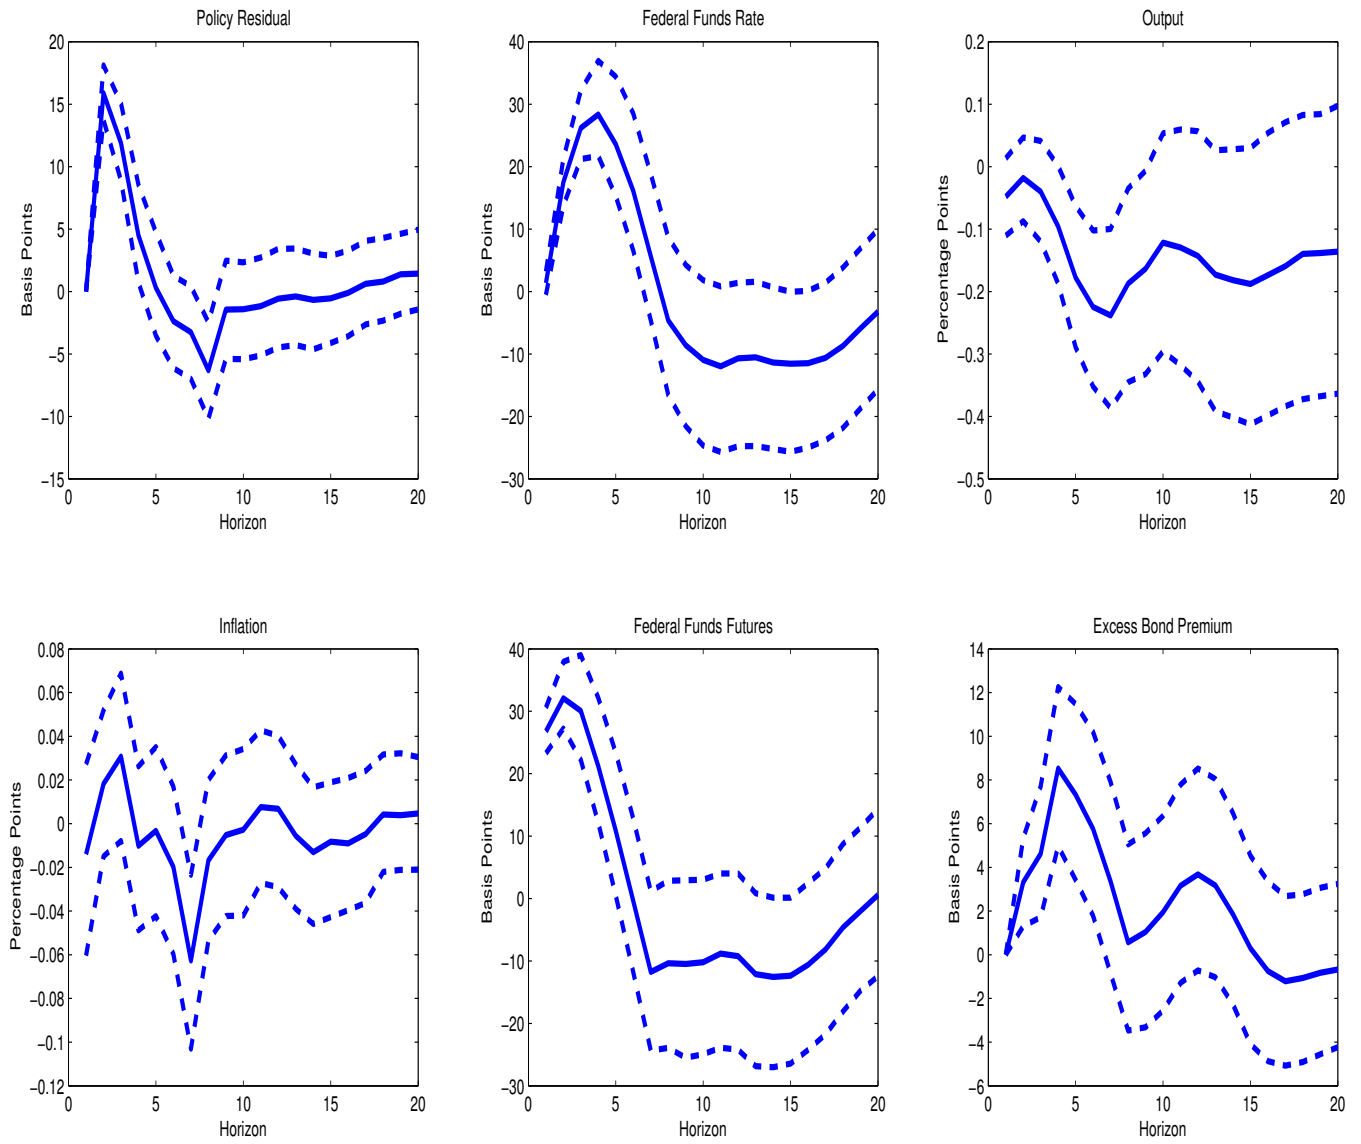 Policy Residual
20
15
10
5
0
−5
−10
−15
0 5 10 15 20
Basis Points
Horizon
Federal Funds Rate
40
30
20
10
0
−10
−20
−30
0 5 10 15 20
Basis Points
Horizon
Output
0.2
0.1
0
−0.1
−0.2
−0.3
−0.4
−0.5
0 5 10 15 20
Percentage Points
Horizon
Inflation
0.08
0.06
0.04
0.02
0
−0.02
−0.04
−0.06
−0.08
−0.1
−0.12
0 5 10 15 20
Percentage Points
Horizon
Federal Funds Futures
40
30
20
10
0
−10
−20
−30
0 5 10 15 20
Basis Points
Horizon
Excess Bond Premium
14
12
10
8
6
4
2
0
−2
−4
−6
0 5 10 15 20
Basis Points
Horizon